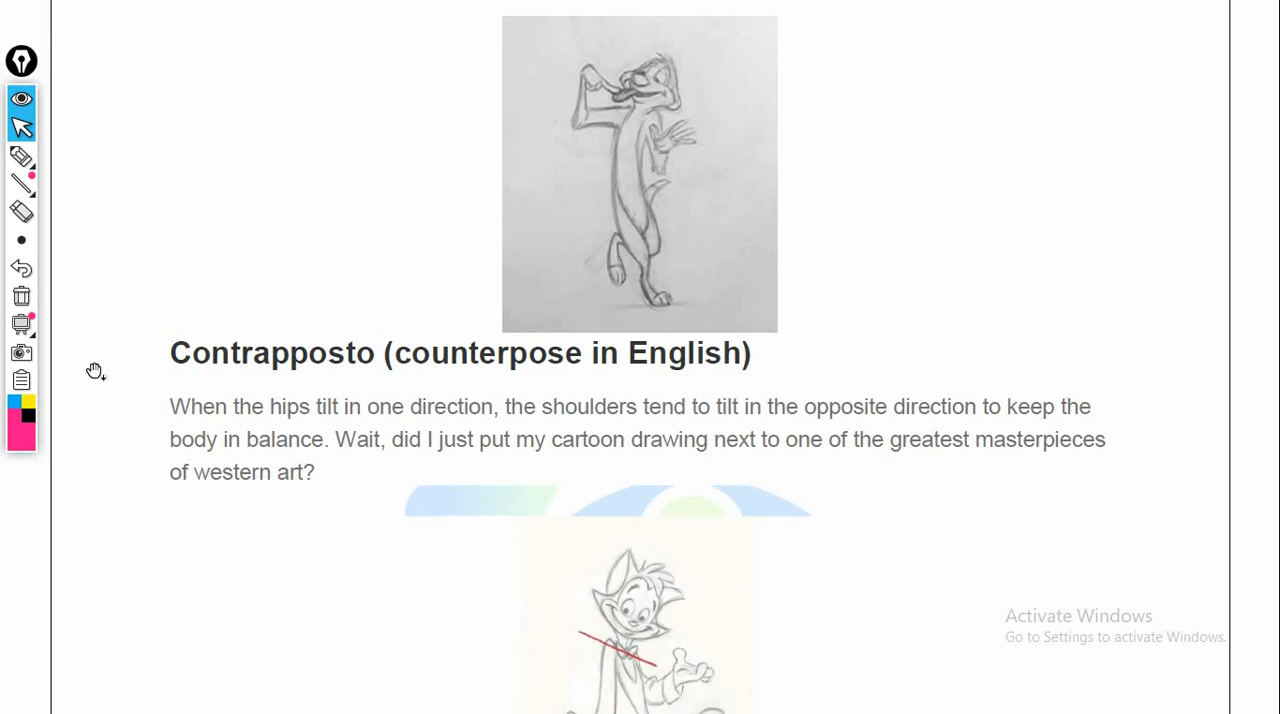 Contrapposto (counterpose in English)
When the hips tilt in one direction, the shoulders tend to tilt in the opposite direction to keep the
body in balance. Wait, did I just put my cartoon drawing next to one of the greatest masterpieces
of western art?
Activate Windows
Go to Settings to activate Windows.